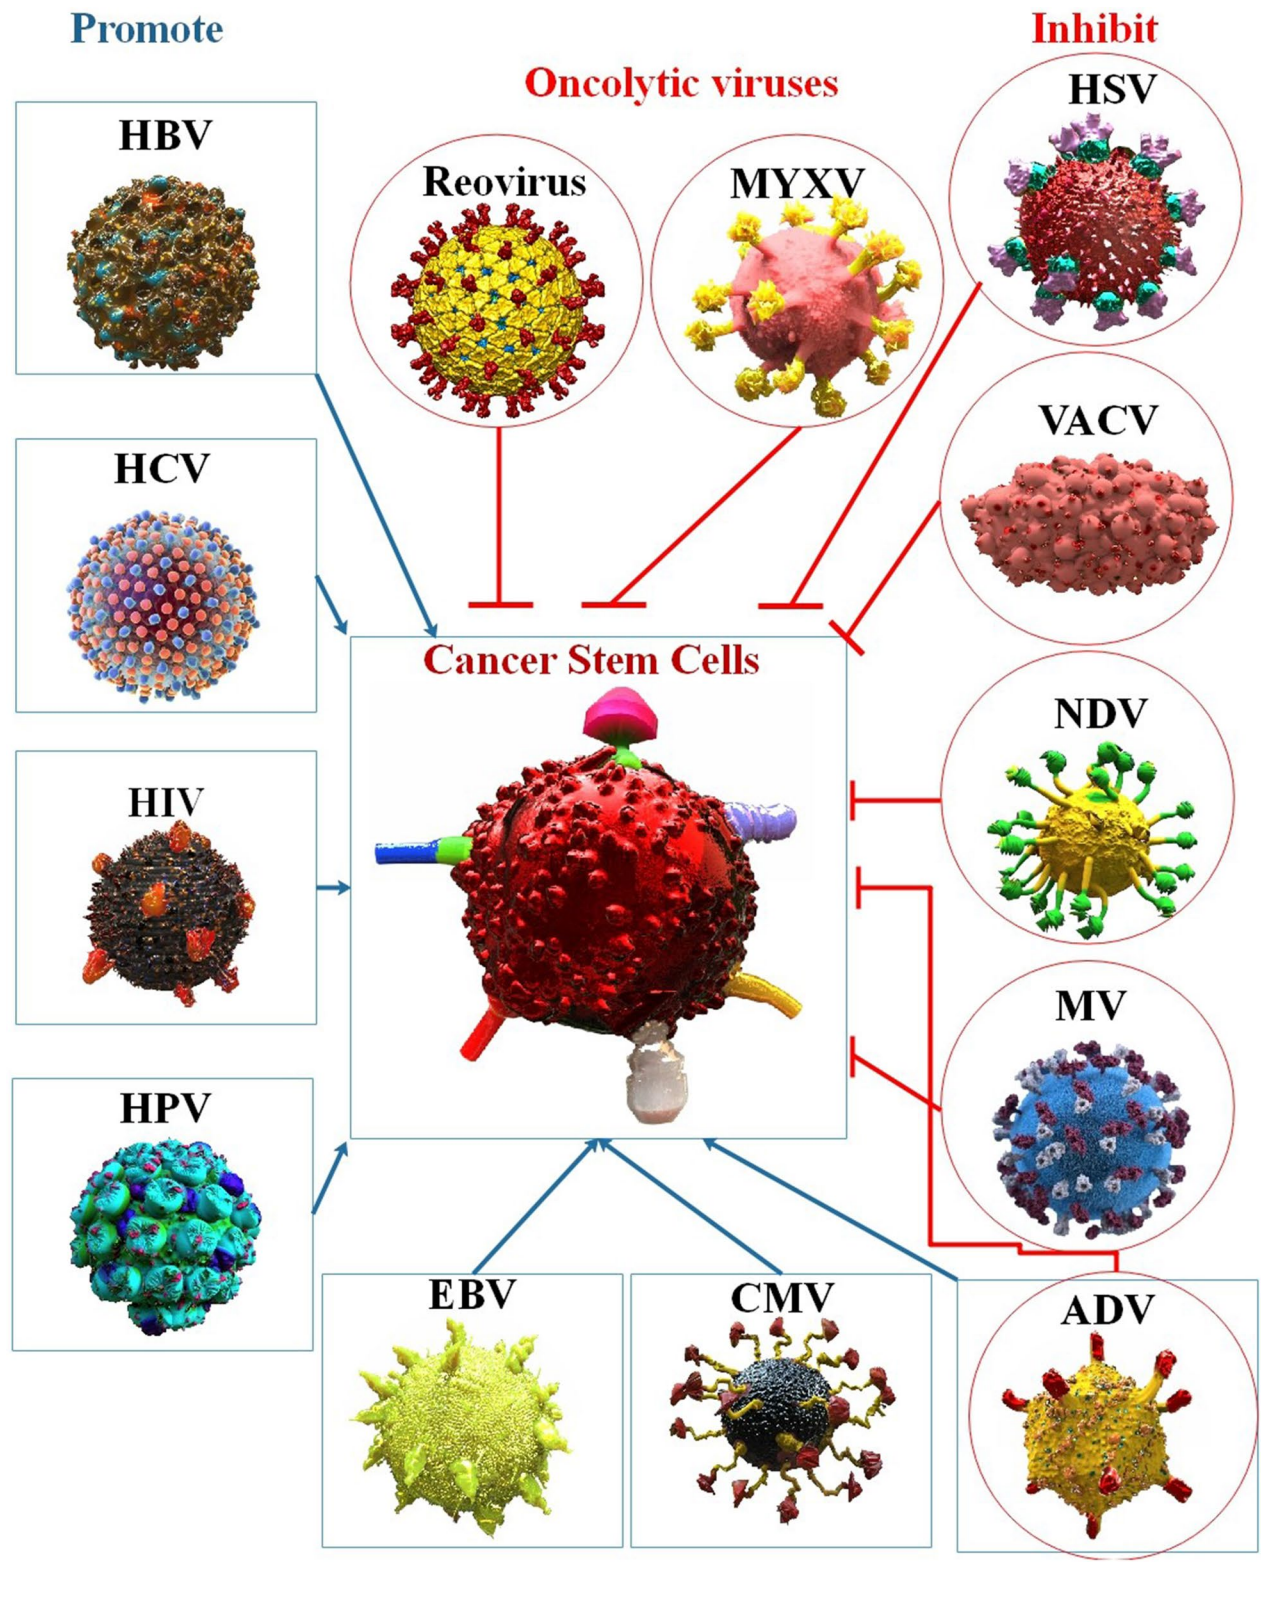 Promote
Inhibit
Oncolytic viruses
HSV
HBV
Reovirus
MYXV
VACV
HCV
Cancer Stem Cells
NDV
HIV
MV
HPV
EBV
CMV
ADV